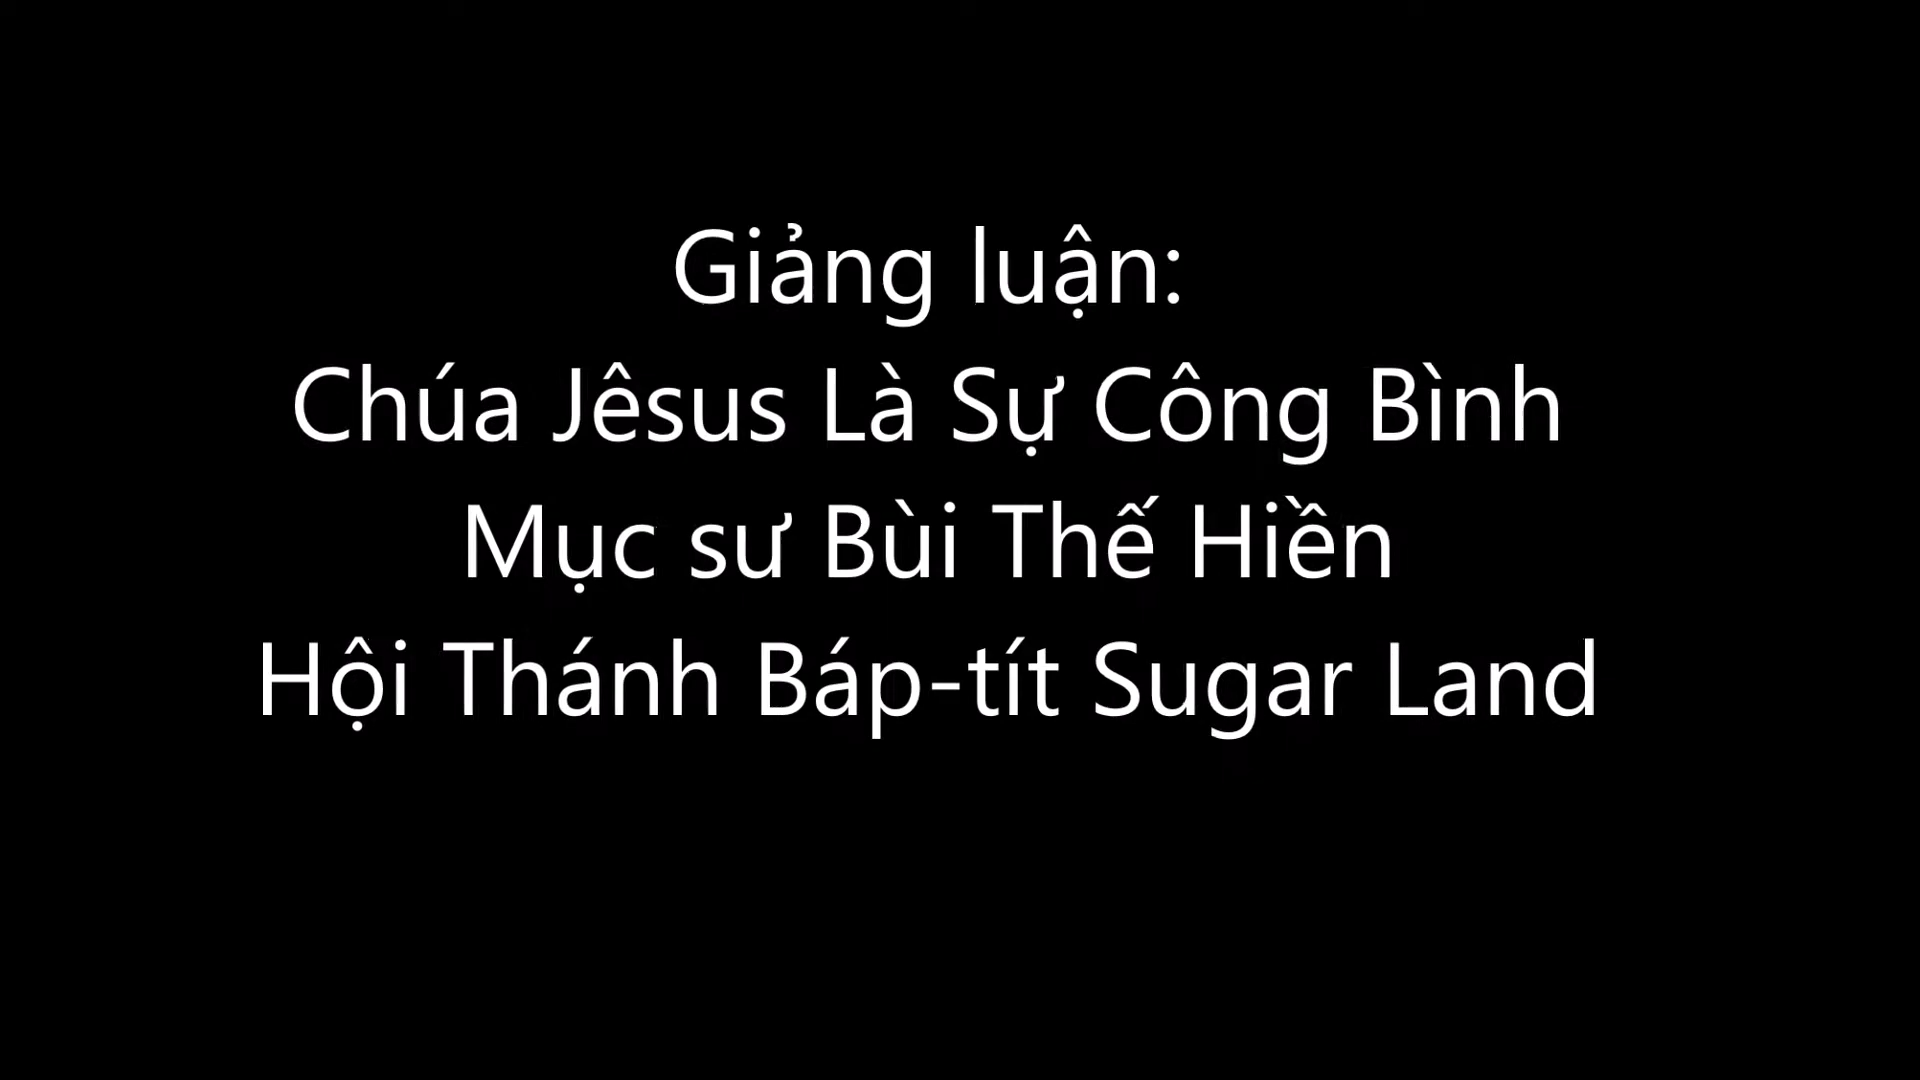 Giảng luận:
Chúa Jêsus Là Sự Công Bình
Mục sư Bùi Thế Hiền
Hội Thánh Báp-tít Sugar Land